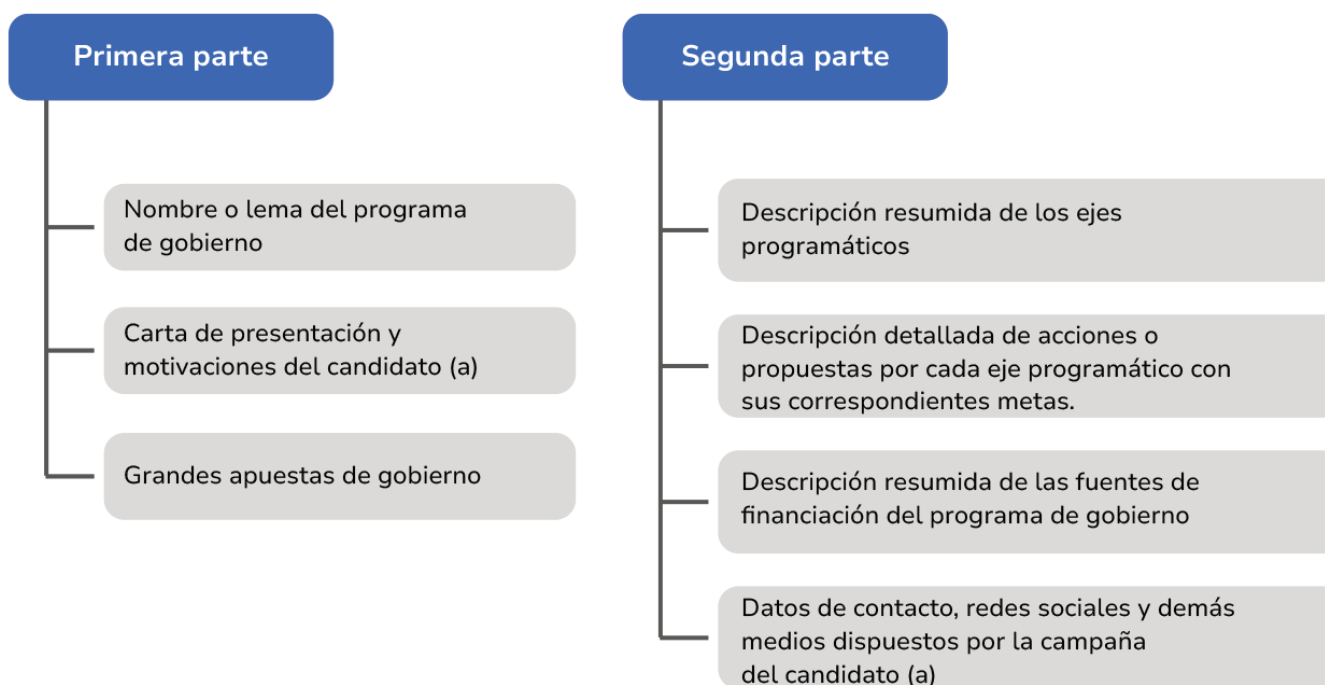 Primera parte
Nombre o lema del programa
de gobierno
Carta de presentación y
motivaciones del candidato (a)
Grandes apuestas de gobierno
Segunda parte
Descripción resumida de los ejes
programáticos
Descripción detallada de acciones o
propuestas por cada eje programático con
sus correspondientes metas.
Descripción resumida de las fuentes de
financiación del programa de gobierno
Datos de contacto, redes sociales y demás
medios dispuestos por la campaña
del candidato (a)